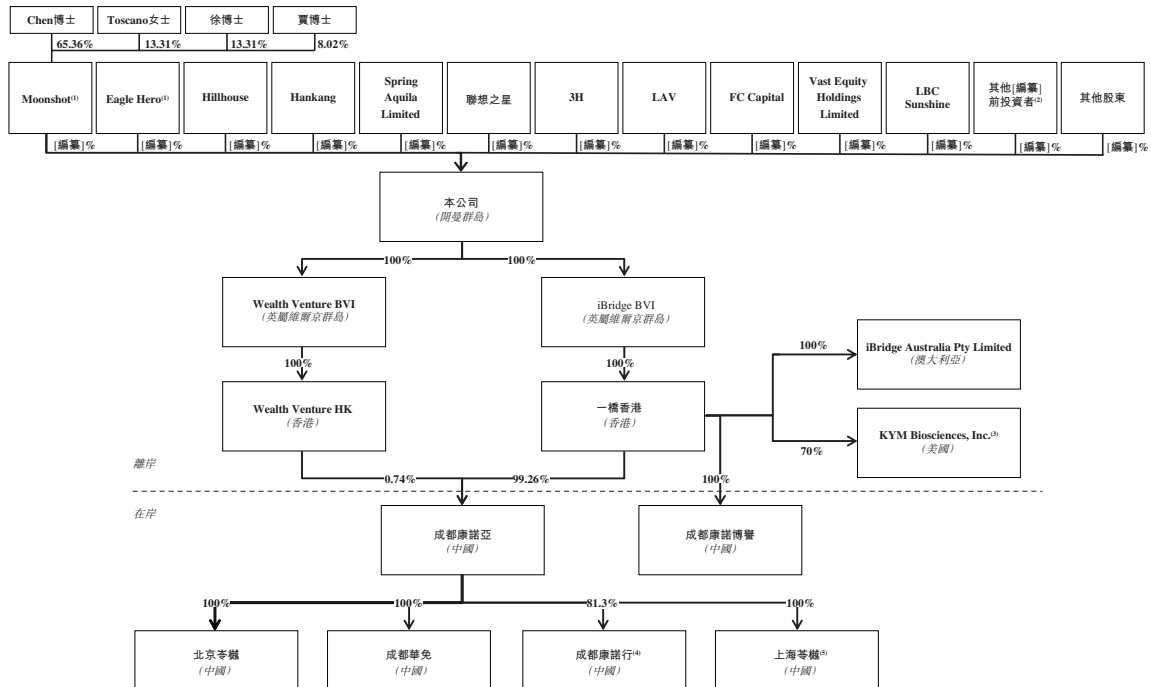 Chen博士
Toscano女士
徐博士
賈博士
65.36%
13.31%
13.31%
8.02%
Moonshot(1)
Eagle Hero(1)
Hillhouse
Hankang
Spring
Aquila
Limited
聯想之星
3H
LAV
FC Capital
Vast Equity
Holdings
Limited
LBC
Sunshine
其他[編纂]
前投資者(2)
其他股東
[編纂]%
[編纂]%
[編纂]%
[編纂]%
[編纂]%
[編纂]%
[編纂]%
[編纂]%
[編纂]%
[編纂]%
[編纂]%
[編纂]%
[編纂]%
本公司
(開曼群島)
100%
100%
Wealth Venture BVI
(英屬維爾京群島)
iBridge BVI
(英屬維爾京群島)
100%
100%
100%
iBridge Australia Pty Limited
(澳大利亞)
Wealth Venture HK
(香港)
一橋香港
(香港)
KYM Biosciences, Inc.(3)
(美國)
70%
離岸
0.74%
99.26%
100%
在岸
成都康諾亞
(中國)
成都康諾博譽
(中國)
100%
100%
81.3%
100%
北京岺樾
(中國)
成都華免
(中國)
成都康諾行(4)
(中國)
上海岺樾(5)
(中國)